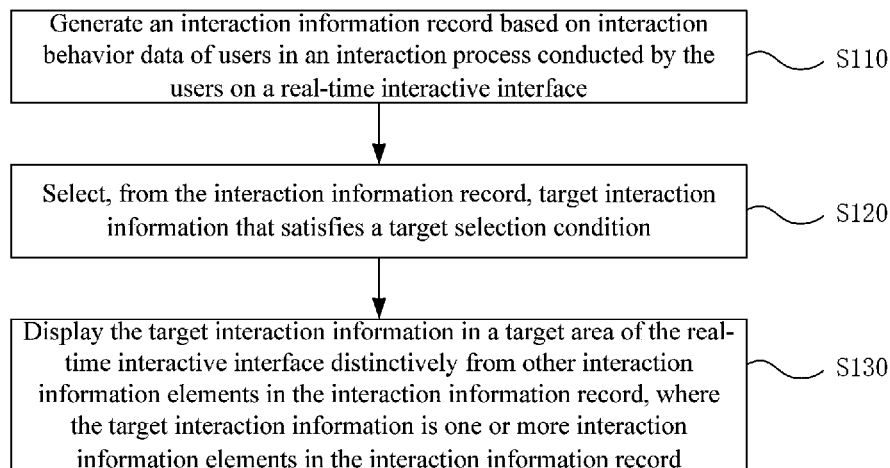 Generate an interaction information record based on interaction
behavior data of users in an interaction process conducted by the
users on a real-time interactive interface
S110
Select, from the interaction information record, target interaction
information that satisfies a target selection condition
S120
Display the target interaction information in a target area of the real-
time interactive interface distinctively from other interaction
information elements in the interaction information record, where
the target interaction information is one or more interaction
information elements in the interaction information record
S130